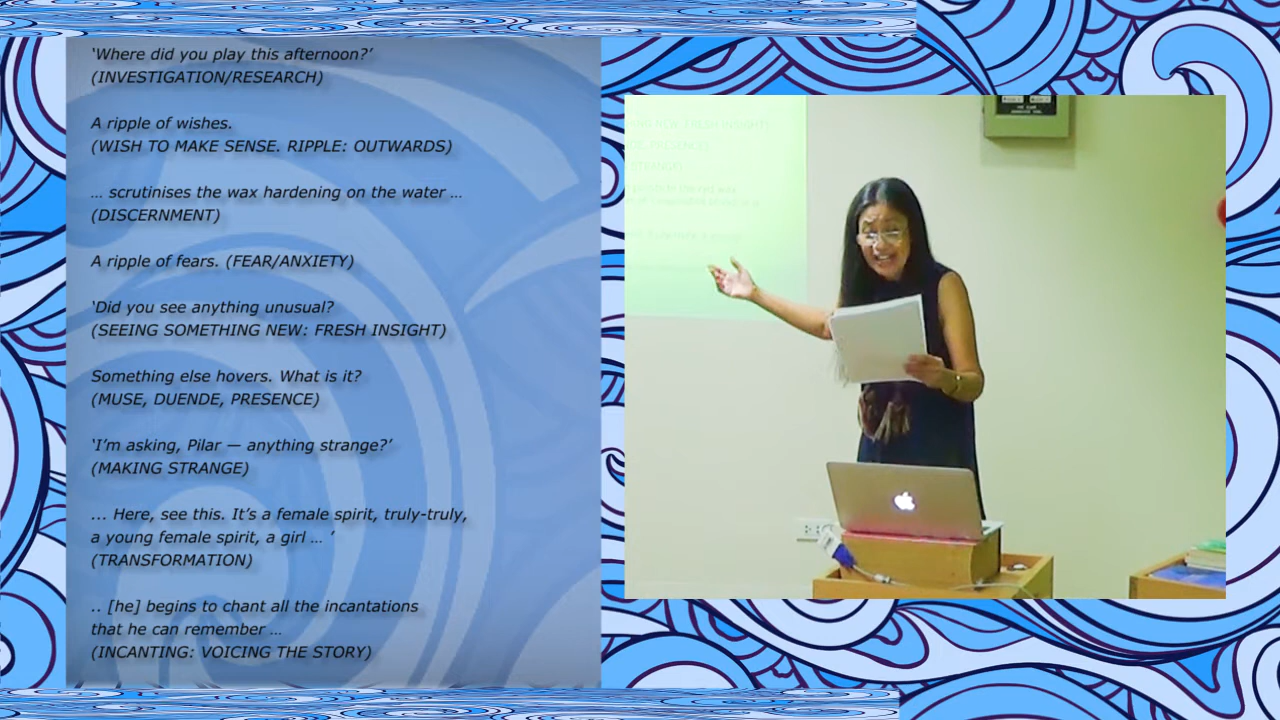 ‘Where did you play this afternoon?’
(INVESTIGATION/RESEARCH)
A ripple of wishes.
(WISH TO MAKE SENSE. RIPPLE: OUTWARDS)
… scrutinises the wax hardening on the water …
(DISCERNMENT)
A ripple of fears. (FEAR/ANXIETY)
‘Did you see anything unusual?
(SEEING SOMETHING NEW: FRESH INSIGHT)
Something else hovers. What is it?
(MUSE, DUENDE, PRESENCE)
‘I’m asking, Pilar — anything strange?’
(MAKING STRANGE)
... Here, see this. It’s a female spirit, truly-truly,
a young female spirit, a girl … ’
(TRANSFORMATION)
.. [he] begins to chant all the incantations
that he can remember …
(INCANTING: VOICING THE STORY)